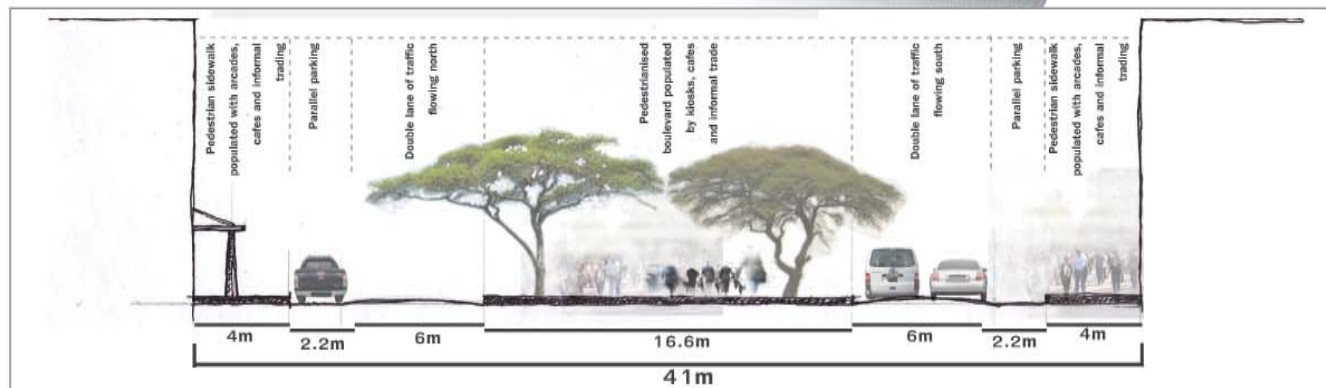 Pedestrian sidewalk
populated with arcades,
cafes and informal
trading
Parallel parking
Double lane of traffic
flowing north
Pedestrianised
boulevard populated
by kiosks, cafes
and informal trade
Double lane of traffic
flowing south
Parallel parking
Pedestrian sidewalk
populated with arcades,
cafes and informal
trading
4m
2.2m
6m
16.6m
6m
2.2m
4m
41m